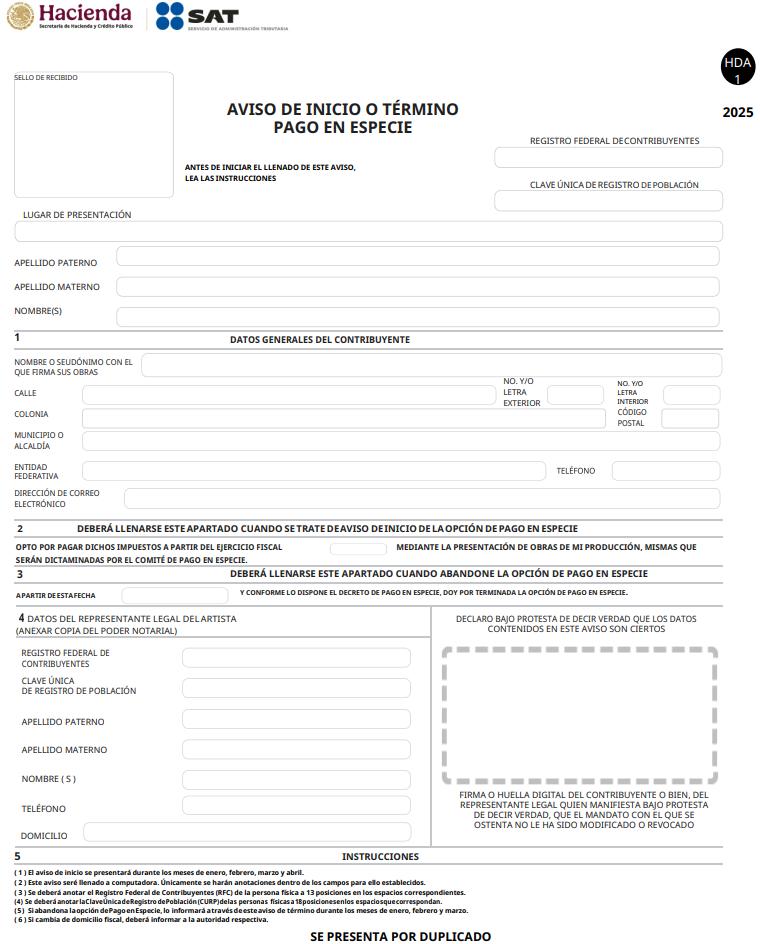 Hacienda
Secretaría de Hacienda y Crédito Público
SAT
SERVICIO DE ADMINISTRACIÓN TRIBUTARIA
HDA
1
2025
SELLO DE RECIBIDO
AVISO DE INICIO O TÉRMINO
PAGO EN ESPECIE
ANTES DE INICIAR EL LLENADO DE ESTE AVISO,
LEA LAS INSTRUCCIONES
REGISTRO FEDERAL DE CONTRIBUYENTES
CLAVE ÚNICA DE REGISTRO DE POBLACIÓN
LUGAR DE PRESENTACIÓN
APELLIDO PATERNO
APELLIDO MATERNO
NOMBRE(S)
1 DATOS GENERALES DEL CONTRIBUYENTE
NOMBRE O SEUDÓNIMO CON EL
QUE FIRMA SUS OBRAS
CALLE
NO. Y/O
LETRA
EXTERIOR
NO. Y/O
LETRA
INTERIOR
COLONIA
CÓDIGO
POSTAL
MUNICIPIO O
ALCALDÍA
ENTIDAD
FEDERATIVA
TELÉFONO
DIRECCIÓN DE CORREO
ELECTRÓNICO
2 DEBERÁ LLENARSE ESTE APARTADO CUANDO SE TRATE DE AVISO DE INICIO DE LA OPCIÓN DE PAGO EN ESPECIE
OPTO POR PAGAR DICHOS IMPUESTOS A PARTIR DEL EJERCICIO FISCAL MEDIANTE LA PRESENTACIÓN DE OBRAS DE MI PRODUCCIÓN, MISMAS QUE
SERÁN DICTAMINADAS POR EL COMITÉ DE PAGO EN ESPECIE.
3 DEBERÁ LLENARSE ESTE APARTADO CUANDO ABANDONE LA OPCIÓN DE PAGO EN ESPECIE
A PARTIR DE ESTA FECHA Y CONFORME LO DISPONE EL DECRETO DE PAGO EN ESPECIE, DOY POR TERMINADA LA OPCIÓN DE PAGO EN ESPECIE.
4 DATOS DEL REPRESENTANTE LEGAL DEL ARTISTA
(ANEXAR COPIA DEL PODER NOTARIAL)
REGISTRO FEDERAL DE
CONTRIBUYENTES
CLAVE ÚNICA
DE REGISTRO DE POBLACIÓN
APELLIDO PATERNO
APELLIDO MATERNO
NOMBRE ( S )
TELÉFONO
DOMICILIO
DECLARO BAJO PROTESTA DE DECIR VERDAD QUE LOS DATOS
CONTENIDOS EN ESTE AVISO SON CIERTOS
FIRMA O HUELLA DIGITAL DEL CONTRIBUYENTE O BIEN, DEL
REPRESENTANTE LEGAL QUIEN MANIFIESTA BAJO PROTESTA
DE DECIR VERDAD, QUE EL MANDATO CON EL QUE SE
OSTENTA NO LE HA SIDO MODIFICADO O REVOCADO
5 INSTRUCCIONES
( 1 ) El aviso de inicio se presentará durante los meses de enero, febrero, marzo y abril.
( 2 ) Este aviso seré llenado a computadora. Únicamente se harán anotaciones dentro de los campos para ello establecidos.
( 3 ) Se deberá anotar el Registro Federal de Contribuyentes (RFC) de la persona física a 13 posiciones en los espacios correspondientes.
(4) Se deberá anotar la Clave Única de Registro de Población (CURP) de las personas física a 18 posiciones en los espacios que correspondan.
( 5 ) Si abandona la opción de Pago en Especie, lo informará a través de este aviso de término durante los meses de enero, febrero y marzo.
( 6 ) Si cambia de domicilio fiscal, deberá informar a la autoridad respectiva.
SE PRESENTA POR DUPLICADO